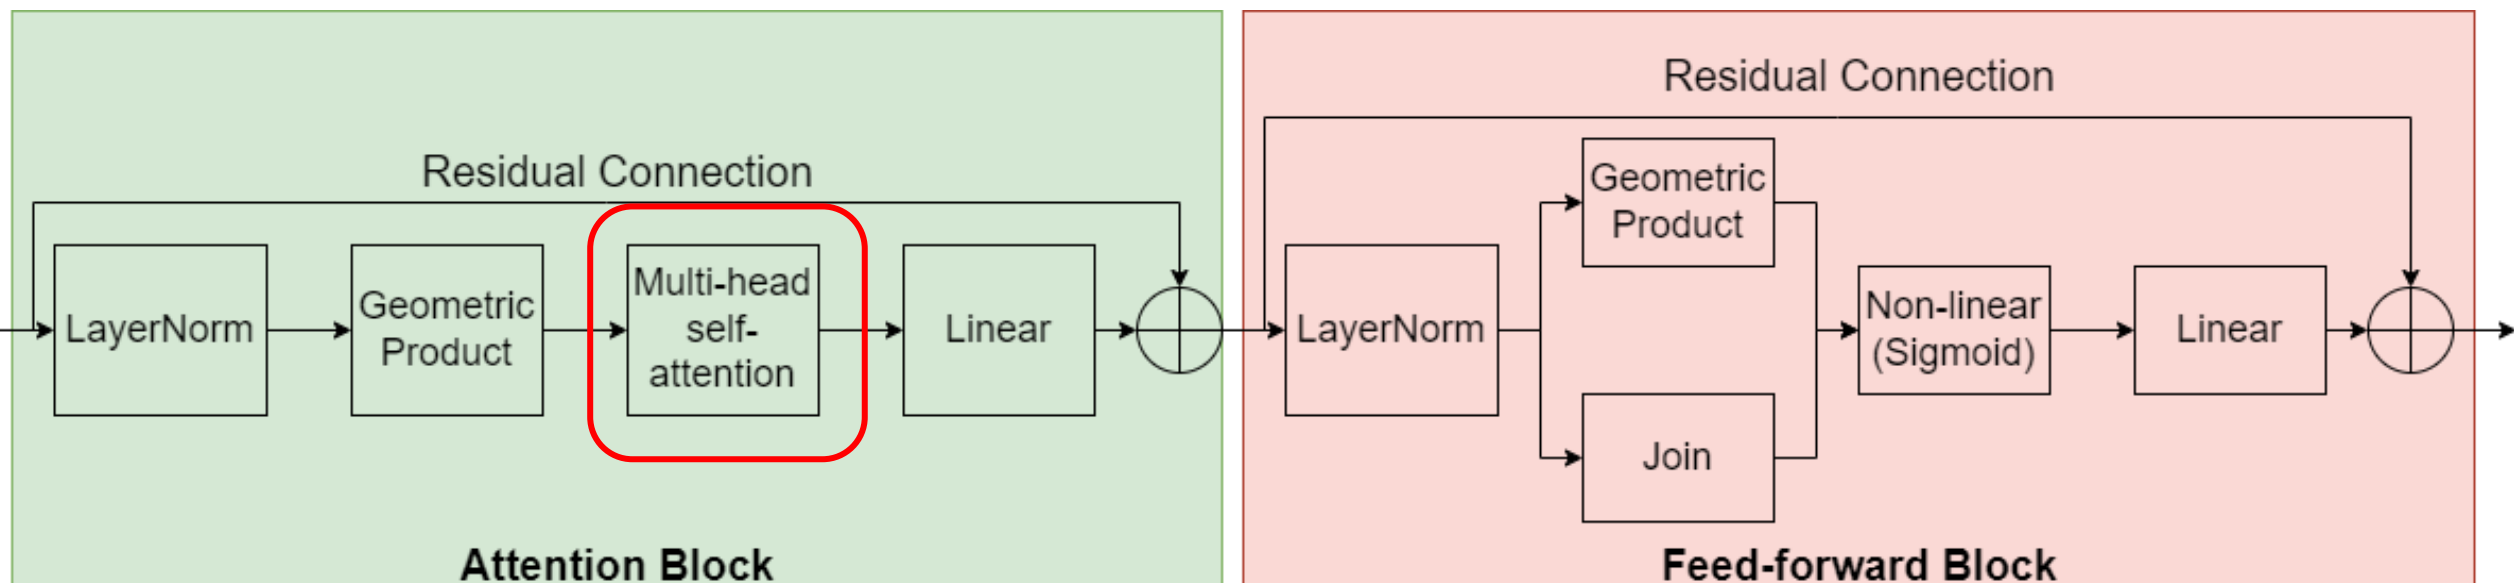 Residual Connection
LayerNorm
Geometric
Product
Multi-head
self-
attention
Linear
Attention Block
Residual Connection
LayerNorm
Geometric
Product
Join
Non-linear
(Sigmoid)
Linear
Feed-forward Block